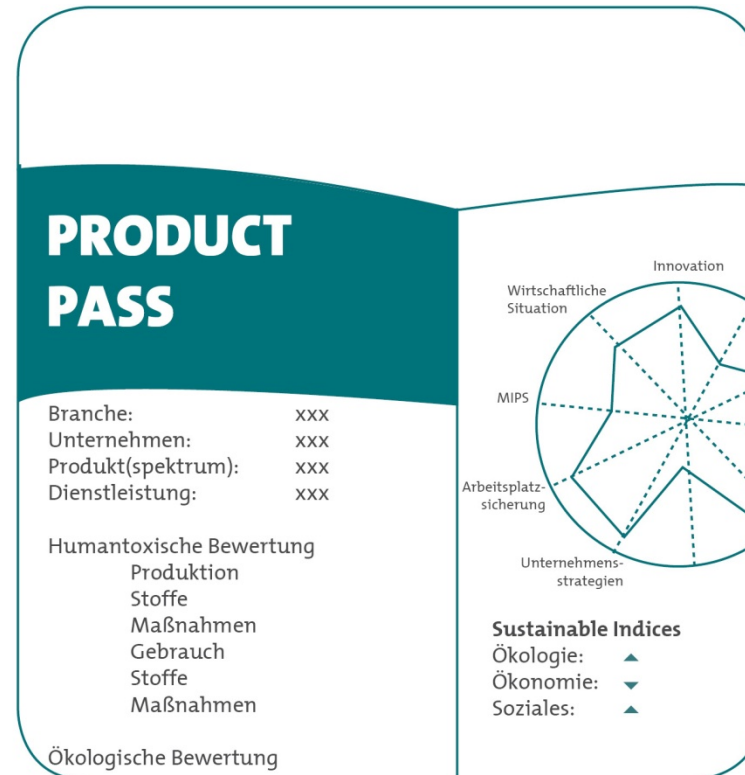 PRODUCT
PASS
Branche: xxx
Unternehmen: xxx
Produkt(spektrum): xxx
Dienstleistung: xxx
Humantoxische Bewertung
Produktion
Stoffe
Maßnahmen
Gebrauch
Stoffe
Maßnahmen
Ökologische Bewertung
Innovation
Wirtschaftliche
Situation
MIPS
Arbeitsplatz-
sicherung
Unternehmens-
strategien
Sustainable Indices
Ökologie:
Ökonomie:
Soziales: